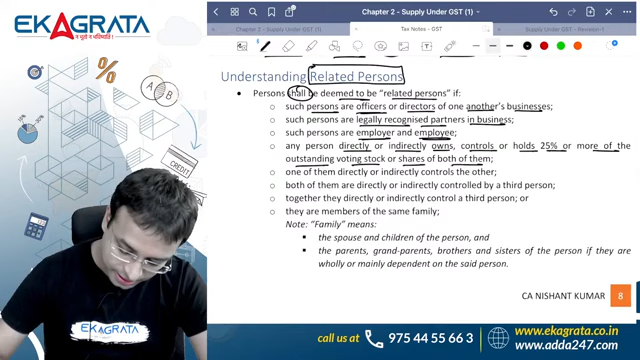 EKAGRATA
Chapter 2 - Supply Under GST (1)
Chapter 2 - Supply Under GST (1)
Tax Notes - GST
Supply Under GST - Revision-1
Understanding Related Persons
• Persons shall be deemed to be "related persons" if:
o such persons are officers or directors of one another's businesses;
o such persons are legally recognised partners in business;
o such persons are employer and employee;
o any person directly or indirectly owns, controls or holds 25% or more of the
outstanding voting stock or shares of both of them;
o one of them directly or indirectly controls the other;
o both of them are directly or indirectly controlled by a third person;
o together they directly or indirectly control a third person; or
o they are members of the same family;
Note: "Family" means:
▪ the spouse and children of the person, and
▪ the parents, grand-parents, brothers and sisters of the person if they are
wholly or mainly dependent on the said person.
CA NISHANT KUMAR 8
%
A B
CREDIT
EKAGRATA
call us at 975 44 55 66 3
www.ekagrata.co.in
www.adda247.com